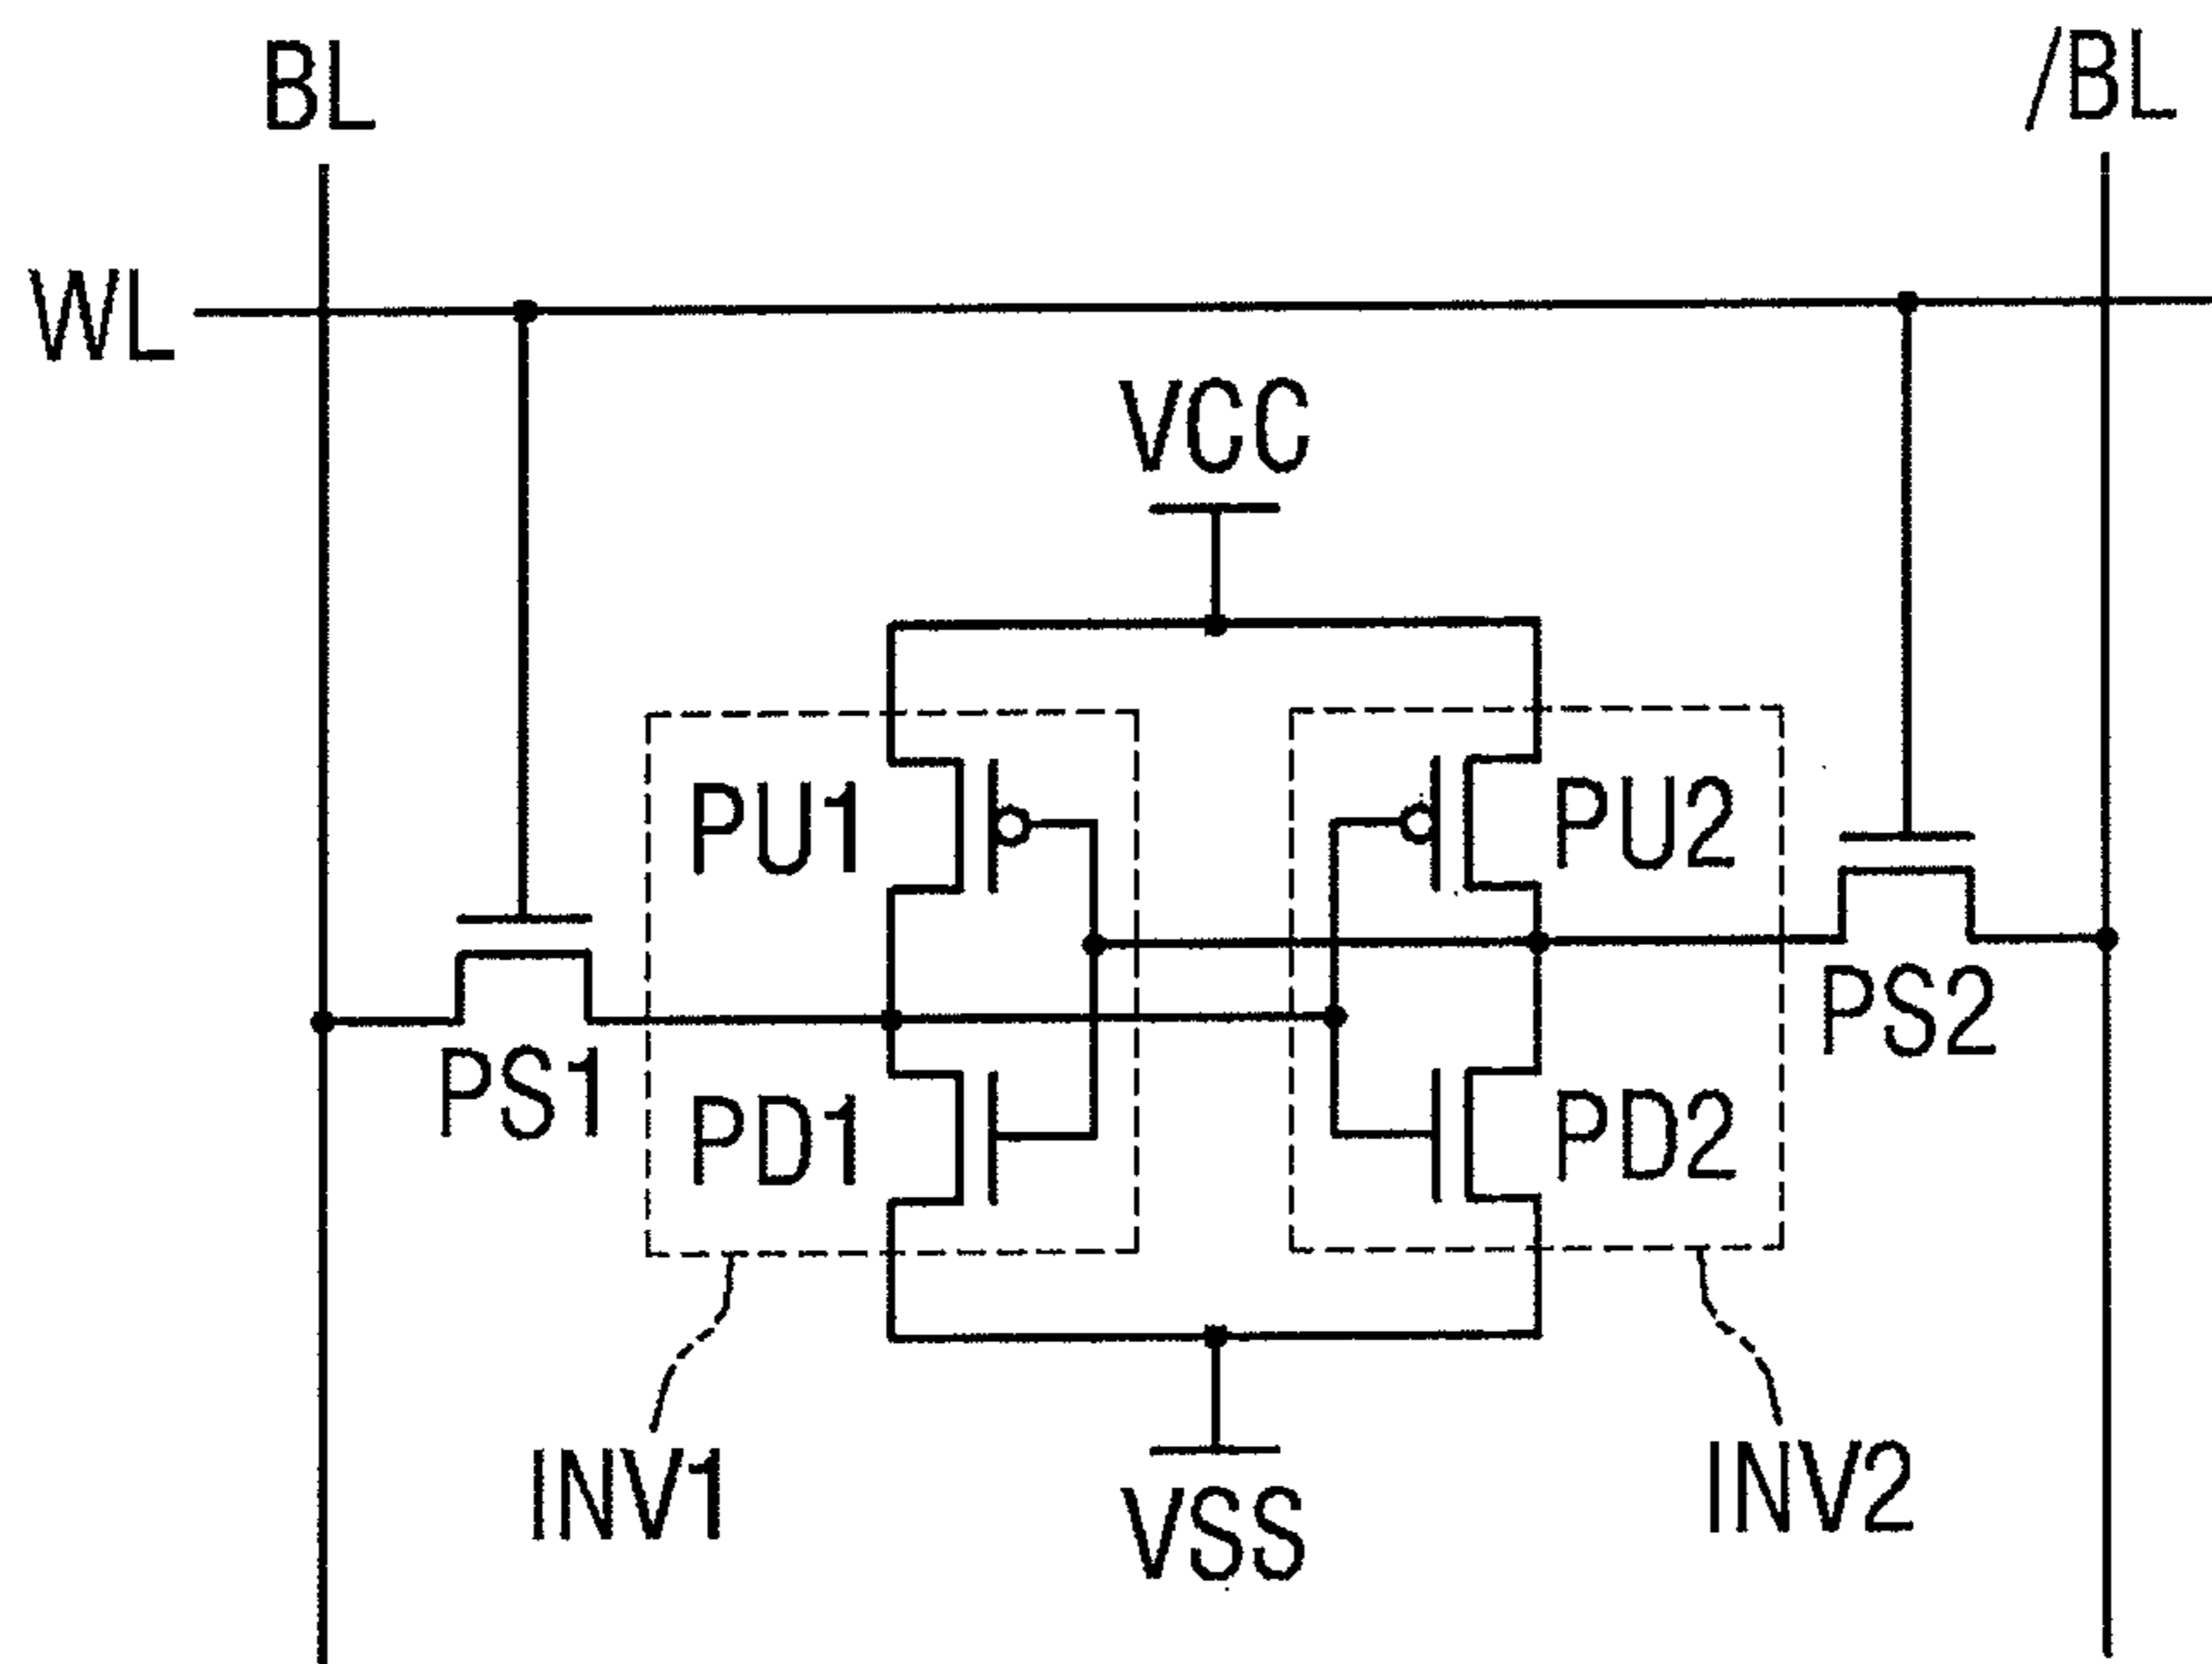 BL
/BL
WL
VCC
PU1
PU2
PS1
PS2
PD1
PD2
INV1
INV2
VSS